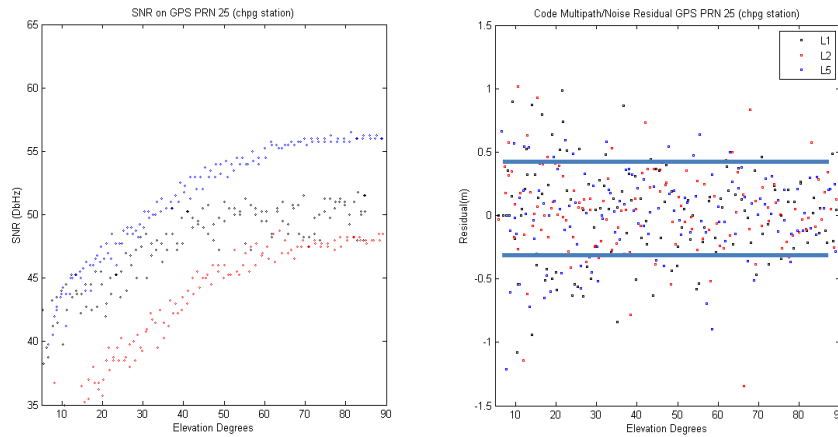 SNR on GPS PRN 25 (chpg station)
65
60
55
50
45
40
35
SNR (DbHz)
10 20 30 40 50 60 70 80 90
Elevation Degrees
Code Multipath/Noise Residual GPS PRN 25 (chpg station)
L1
L2
L5
1.5
1
0.5
0
-0.5
-1
-1.5
Residual(m)
10 20 30 40 50 60 70 80 90
Elevation Degrees